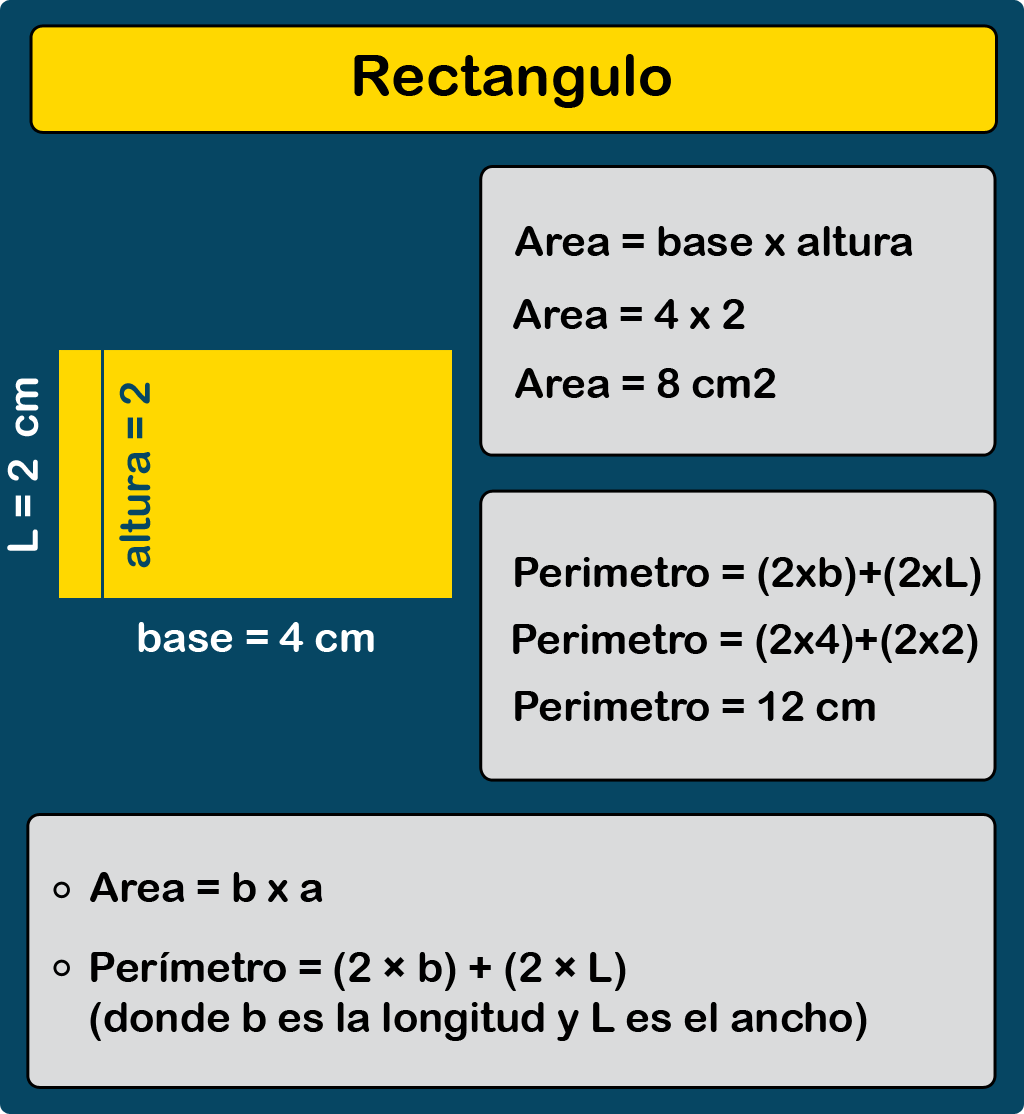 Rectangulo
Area = base x altura
Area = 4 x 2
Area = 8 cm2
L = 2 cm
altura = 2
base = 4 cm
Perimetro = (2xb)+(2xL)
Perimetro = (2x4)+(2x2)
Perimetro = 12 cm
Area = b x a
Perímetro = (2 × b) + (2 × L)
(donde b es la longitud y L es el ancho)